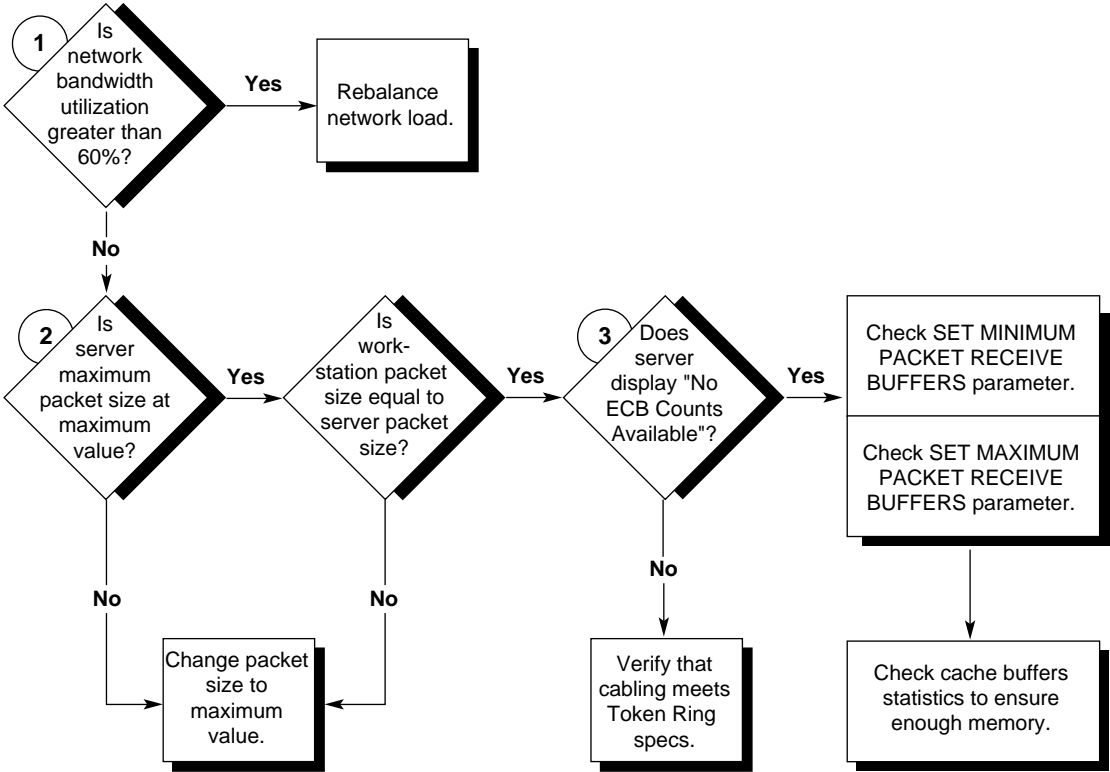 1
Is
network
bandwidth
utilization
greater than
60%?
Yes
Rebalance
network load.
No
2
Is
server
maximum
packet size at
maximum
value?
Yes
Is
work-
station packet
size equal to
server packet
size?
Yes
3
Does
server
display "No
ECB Counts
Available"?
Yes
Check SET MINIMUM
PACKET RECEIVE
BUFFERS parameter.
Check SET MAXIMUM
PACKET RECEIVE
BUFFERS parameter.
No
No
No
Change packet
size to
maximum
value.
Verify that
cabling meets
Token Ring
specs.
Check cache buffers
statistics to ensure
enough memory.